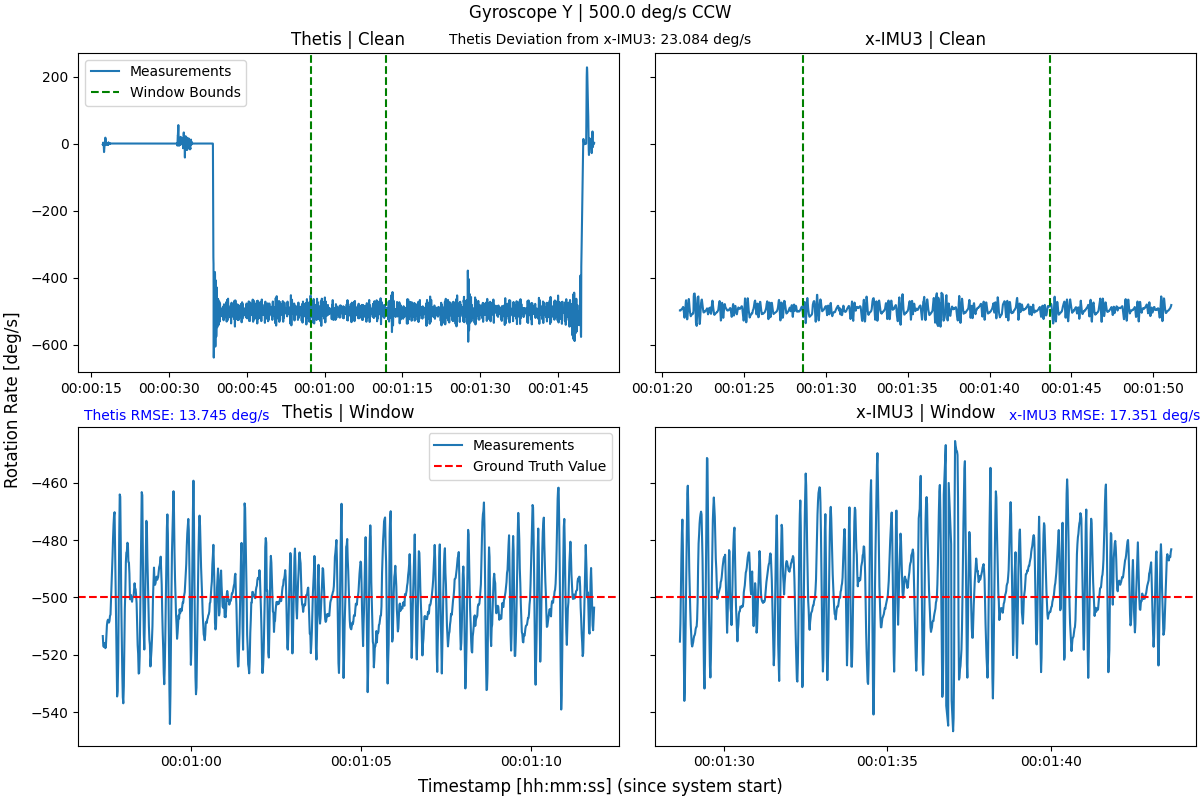 Gyroscope Y | 500.0 deg/s CCW
Thetis | Clean
Thetis Deviation from x-IMU3: 23.084 deg/s
x-IMU3 | Clean
Measurements
Window Bounds
200
0
−200
−400
−600
00:00:15 00:00:30 00:00:45 00:01:00 00:01:15 00:01:30 00:01:45
00:01:20 00:01:25 00:01:30 00:01:35 00:01:40 00:01:45 00:01:50
Rotation Rate [deg/s]
Thetis RMSE: 13.745 deg/s
Thetis | Window
x-IMU3 | Window
x-IMU3 RMSE: 17.351 deg/s
Measurements
Ground Truth Value
−460
−480
−500
−520
−540
00:01:00 00:01:05 00:01:10
00:01:30 00:01:35 00:01:40
Timestamp [hh:mm:ss] (since system start)